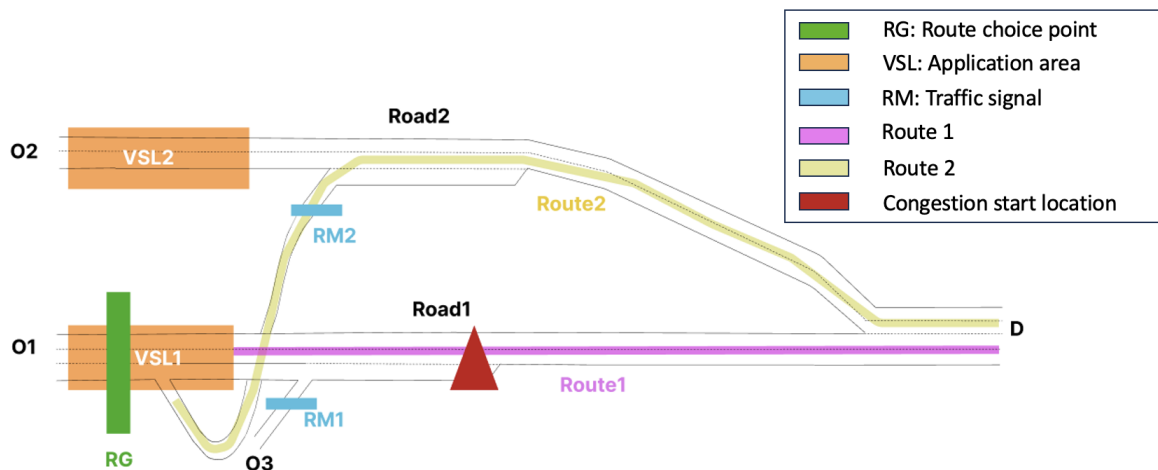 RG: Route choice point
VSL: Application area
RM: Traffic signal
Route 1
Route 2
Congestion start location
Road2
O2
VSL2
Route2
RM2
Road1
D
O1
VSL1
Route1
RM1
RG
O3